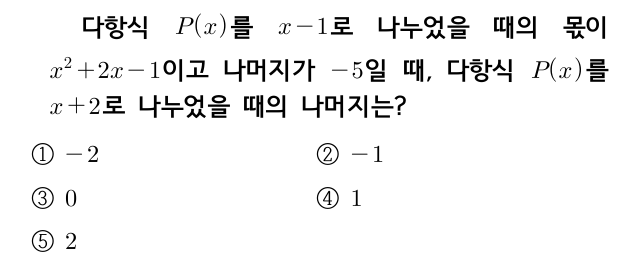 다항식 P(x)를 x−1로 나누었을 때의 몫이
x²+2x−1이고 나머지가 −5일 때, 다항식 P(x)를
x+2로 나누었을 때의 나머지는?
① −2 ② −1
③ 0 ④ 1
⑤ 2